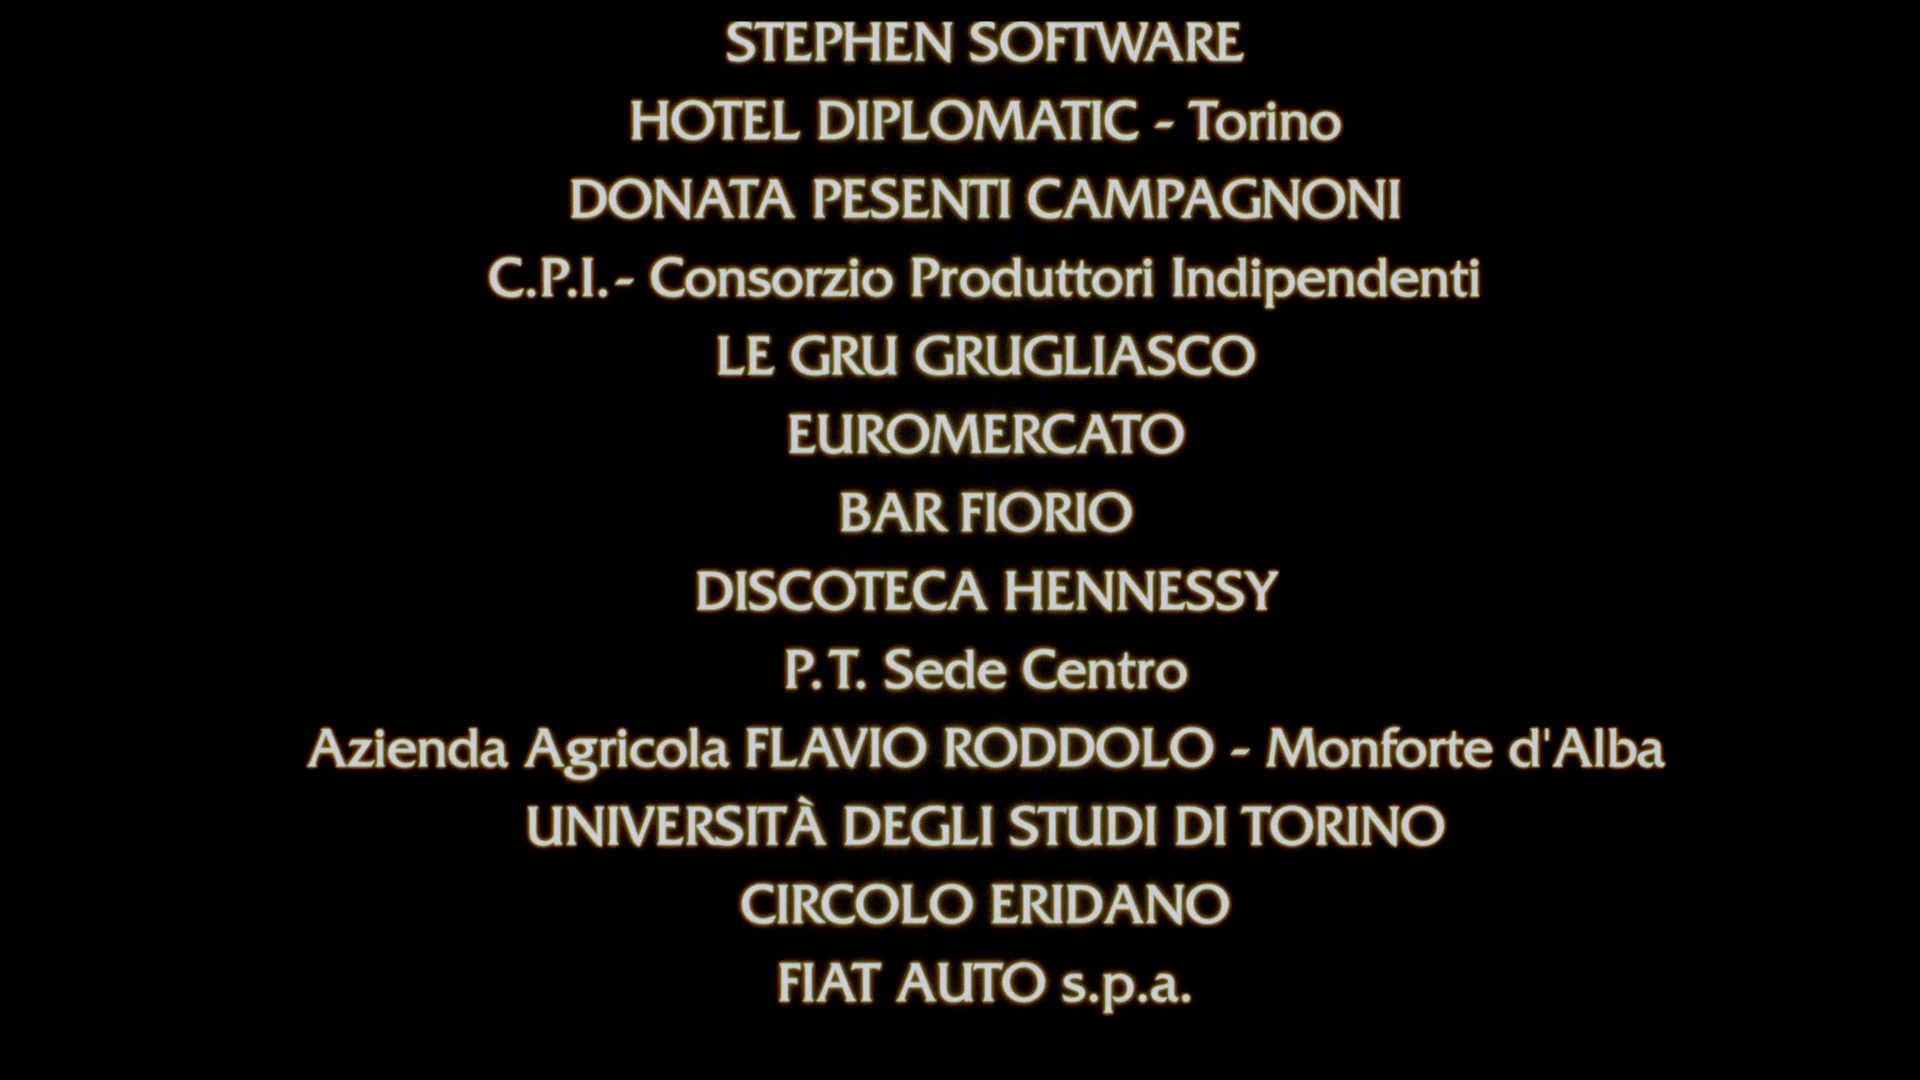 STEPHEN SOFTWARE
HOTEL DIPLOMATIC - Torino
DONATA PESENTI CAMPAGNONI
C.P.I.- Consorzio Produttori Indipendenti
LE GRU GRUGLIASCO
EUROMERCATO
BAR FIORIO
DISCOTECA HENNESSY
P.T. Sede Centro
Azienda Agricola FLAVIO RODDOLO - Monforte d'Alba
UNIVERSITÀ DEGLI STUDI DI TORINO
CIRCOLO ERIDANO
FIAT AUTO s.p.a.